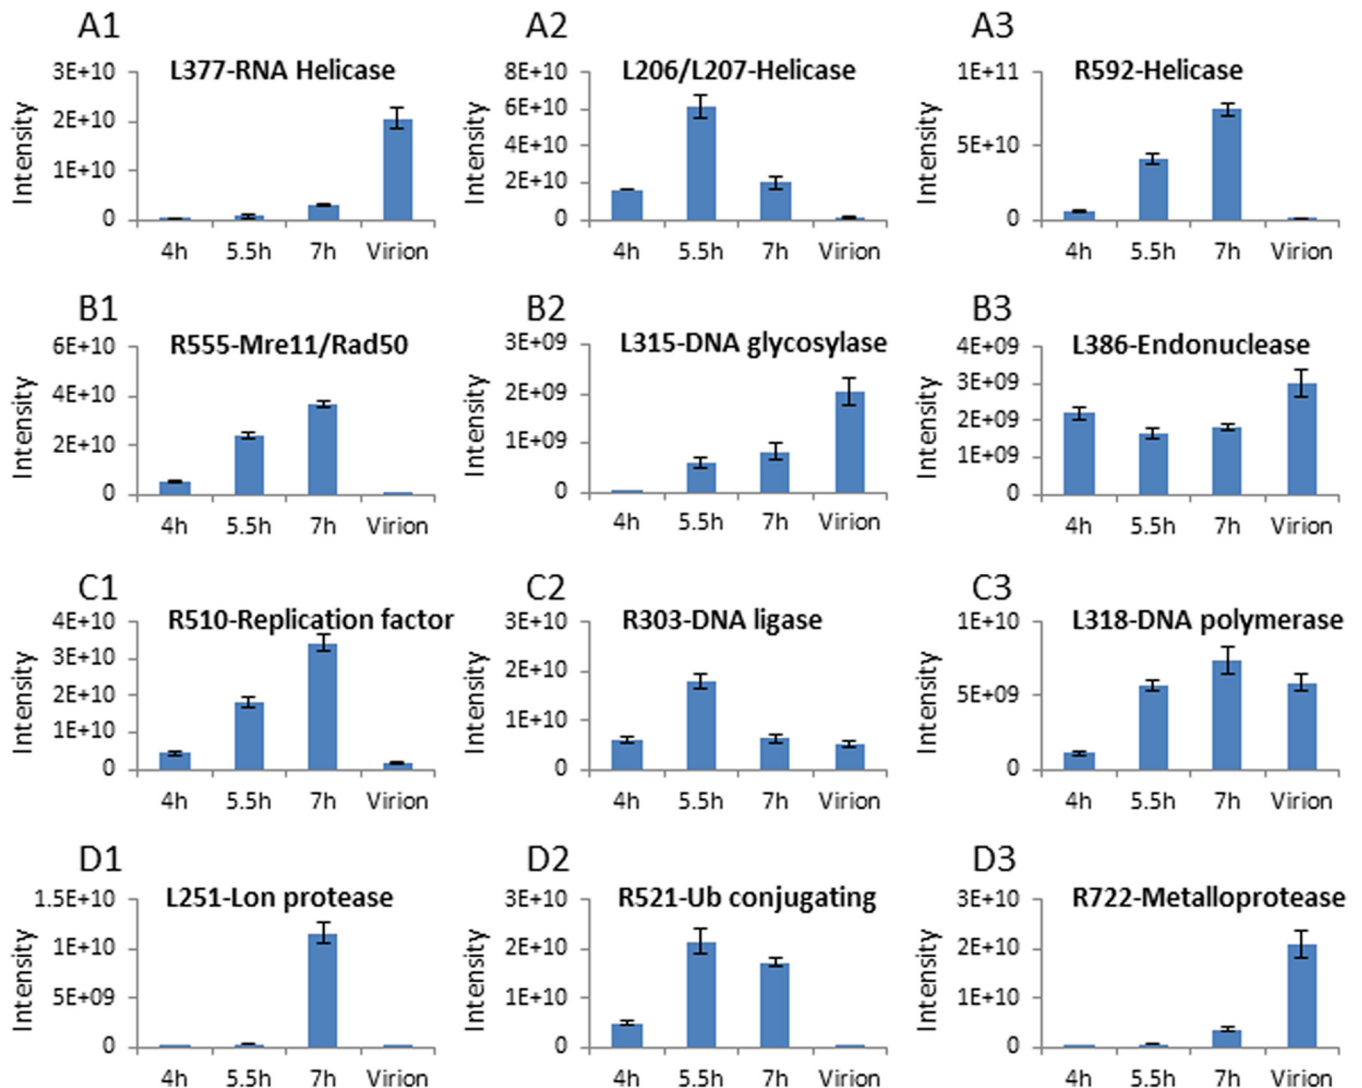 A1
L377-RNA Helicase
Intensity
3E+10
2E+10
1E+10
0
4h 5.5h 7h Virion
A2
L206/L207-Helicase
Intensity
8E+10
6E+10
4E+10
2E+10
0
4h 5.5h 7h Virion
A3
R592-Helicase
Intensity
1E+11
5E+10
0
4h 5.5h 7h Virion
B1
R555-Mre11/Rad50
Intensity
6E+10
4E+10
2E+10
0
4h 5.5h 7h Virion
B2
L315-DNA glycosylase
Intensity
3E+09
2E+09
1E+09
0
4h 5.5h 7h Virion
B3
L386-Endonuclease
Intensity
4E+09
3E+09
2E+09
1E+09
0
4h 5.5h 7h Virion
C1
R510-Replication factor
Intensity
4E+10
3E+10
2E+10
1E+10
0
4h 5.5h 7h Virion
C2
R303-DNA ligase
Intensity
3E+10
2E+10
1E+10
0
4h 5.5h 7h Virion
C3
L318-DNA polymerase
Intensity
1E+10
5E+09
0
4h 5.5h 7h Virion
D1
L251-Lon protease
Intensity
1.5E+10
1E+10
5E+09
0
4h 5.5h 7h Virion
D2
R521-Ub conjugating
Intensity
3E+10
2E+10
1E+10
0
4h 5.5h 7h Virion
D3
R722-Metalloprotease
Intensity
3E+10
2E+10
1E+10
0
4h 5.5h 7h Virion